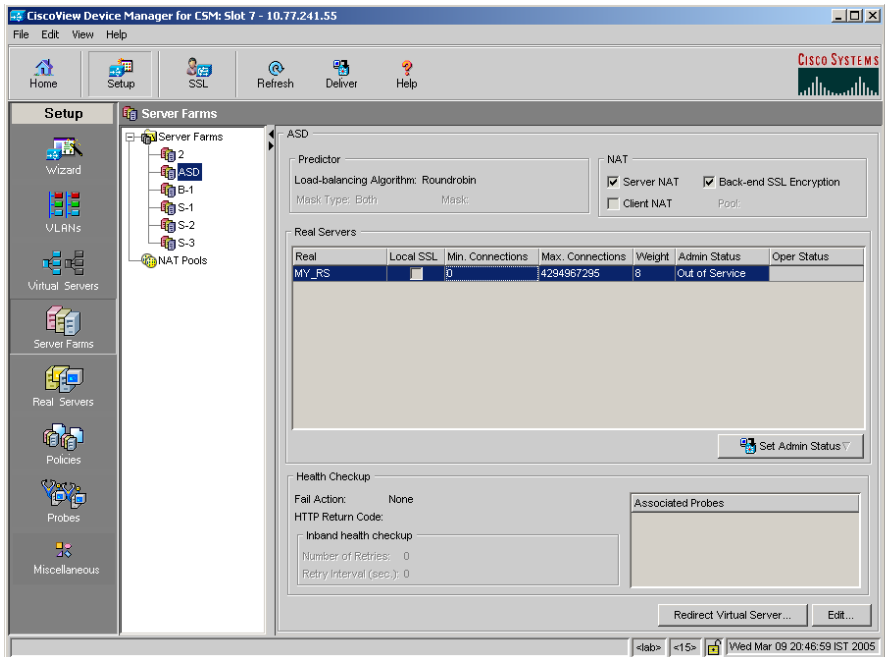 CiscoView Device Manager for CSM: Slot 7 - 10.77.241.55
File Edit View Help
Home Setup SSL Refresh Deliver Help
CISCO SYSTEMS
Setup
Wizard
VLANs
Virtual Servers
Server Farms
Real Servers
Policies
Probes
Miscellaneous
Server Farms
Server Farms
2
ASD
B-1
S-1
S-2
S-3
NAT Pools
ASD
Predictor
Load-balancing Algorithm: Roundrobin
Mask Type: Both Mask:
NAT
Server NAT Back-end SSL Encryption
Client NAT Pool:
Real Servers
Real Local SSL Min. Connections Max. Connections Weight Admin Status Oper Status
MY_RS 0 4294967295 8 Out of Service
Set Admin Status
Health Checkup
Fail Action: None
HTTP Return Code:
Inband health checkup
Number of Retries: 0
Retry Interval (sec.): 0
Associated Probes
Redirect Virtual Server... Edit...
<lab> <15> Wed Mar 09 20:46:59 IST 2005